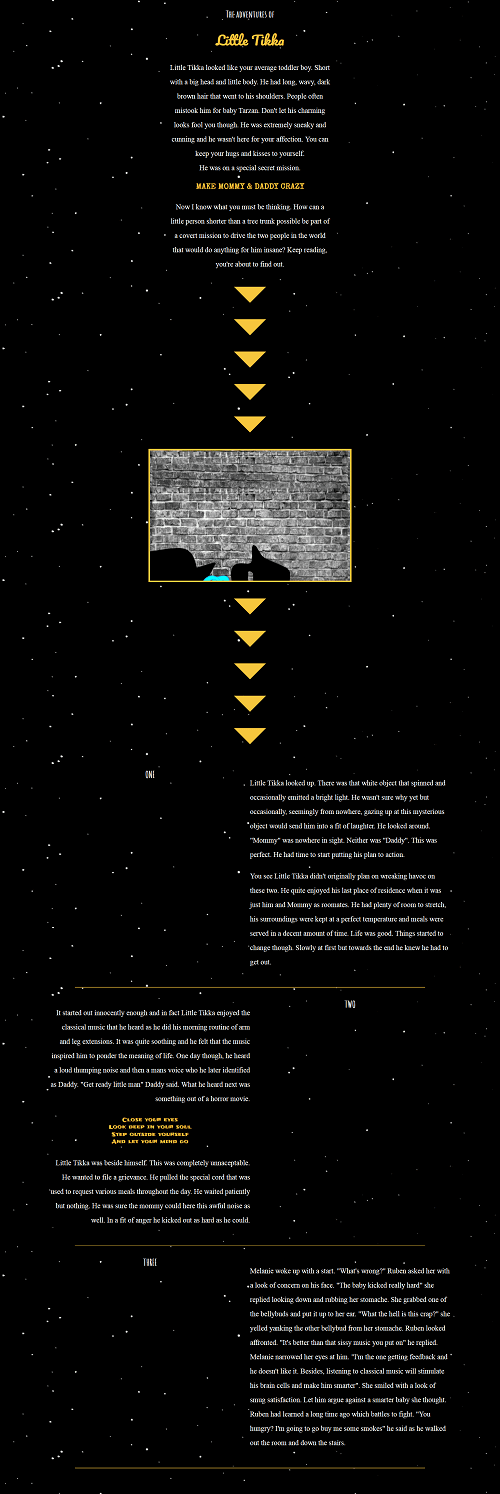 The adventures of
Little Tikka
Little Tikka looked like your average toddler boy. Short
with a big head and little body. He had long, wavy, dark
brown hair that went to his shoulders. People often
mistook him for baby Tarzan. Don't let his charming
looks fool you though. He was extremely sneaky and
cunning and he wasn't here for your affection. You can
keep your hugs and kisses to yourself.
He was on a special secret mission.
MAKE MOMMY & DADDY CRAZY
Now I know what you must be thinking. How can a
little person shorter than a tree trunk possible be part of
a covert mission to drive the two people in the world
that would do anything for him insane? Keep reading,
you're about to find out.
ONE
Little Tikka looked up. There was that white object that spinned and
occasionally emitted a bright light. He wasn't sure why yet but
occasionally, seemingly from nowhere, gazing up at this mysterious
object would send him into a fit of laughter. He looked around.
"Mommy" was nowhere in sight. Neither was "Daddy". This was
perfect. He had time to start putting his plan to action.
You see Little Tikka didn't originally plan on wreaking havoc on
these two. He quite enjoyed his last place of residence when it was
just him and Mommy as roomates. He had plenty of room to stretch,
his surroundings were kept at a perfect temperature and meals were
served in a decent amount of time. Life was good. Things started to
change though. Slowly at first but towards the end he knew he had to
get out.
TWO
It started out innocently enough and in fact Little Tikka enjoyed the
classical music that he heard as he did his morning routine of arm
and leg extensions. It was quite soothing and he felt that the music
inspired him to ponder the meaning of life. One day though, he heard
a loud thumping noise and then a mans voice who he later identified
as Daddy. "Get ready little man" Daddy said. What he heard next was
something out of a horror movie.
Close your eyes
Look deep in your soul
Step outside yourself
And let your mind go
Little Tikka was beside himself. This was completely unnaceptable.
He wanted to file a grievance. He pulled the special cord that was
used to request various meals throughout the day. He waited patiently
but nothing. He was sure the mommy could here this awful noise as
well. In a fit of anger he kicked out as hard as he could.
THREE
Melanie woke up with a start. "What's wrong?" Ruben asked her with
a look of concern on his face. "The baby kicked really hard" she
replied looking down and rubbing her stomache. She grabbed one of
the bellybuds and put it up to her ear. "What the hell is this crap?" she
yelled yanking the other bellybud from her stomache. Ruben looked
affronted. "It's better than that sissy music you put on" he replied.
Melanie narrowed her eyes at him. "I'm the one getting feedback and
he doesn't like it. Besides, listening to classical music will stimulate
his brain cells and make him smarter". She smiled with a look of
smug satisfaction. Let him argue against a smarter baby she thought.
Ruben had learned a long time ago which battles to fight. "You
hungry? I'm going to go buy me some smokes" he said as he walked
out the room and down the stairs.